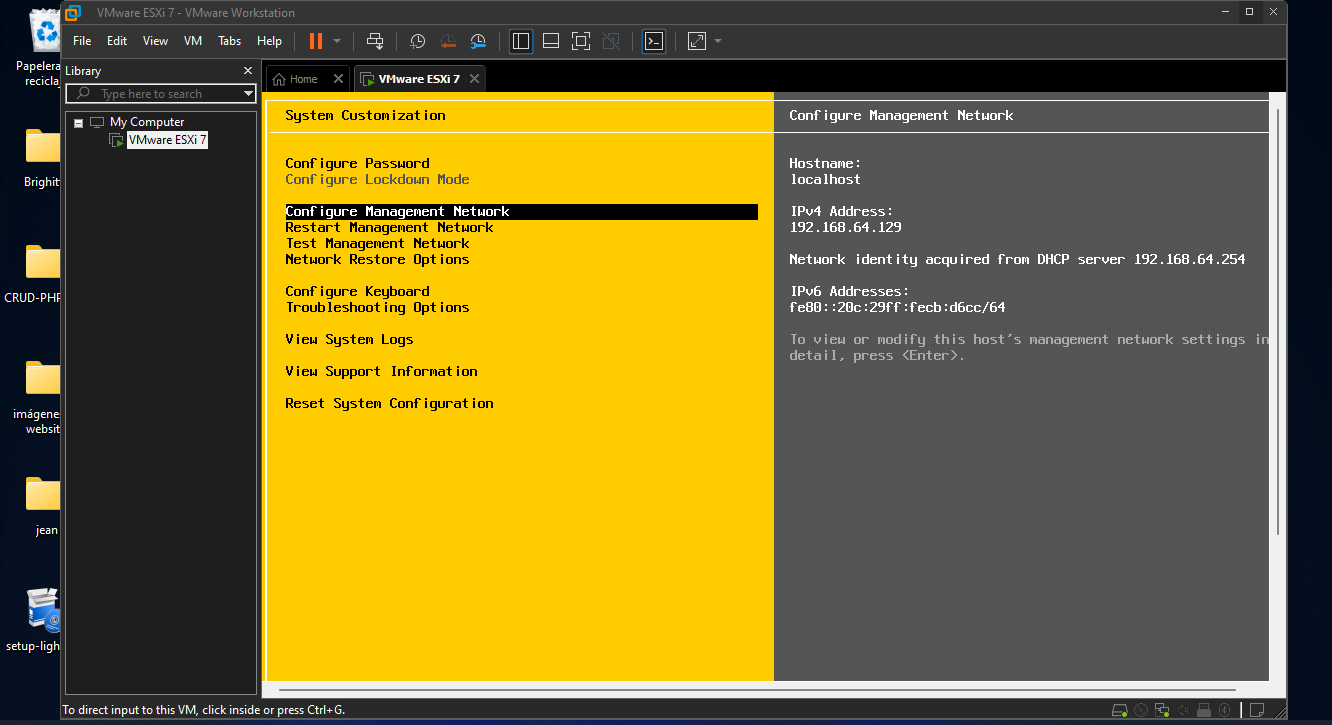 VMware ESXi 7 - VMware Workstation
File Edit View VM Tabs Help
Library
Type here to search
My Computer
VMware ESXi 7
Home
VMware ESXi 7
System Customization
Configure Password
Configure Lockdown Mode
Configure Management Network
Restart Management Network
Test Management Network
Network Restore Options
Configure Keyboard
Troubleshooting Options
View System Logs
View Support Information
Reset System Configuration
Configure Management Network
Hostname:
localhost
IPv4 Address:
192.168.64.129
Network identity acquired from DHCP server 192.168.64.254
IPv6 Addresses:
fe80::20c:29ff:fecb:d6cc/64
To view or modify this host's management network settings in
detail, press <Enter>.
To direct input to this VM, click inside or press Ctrl+G.
Papelera
recicla
Brighit
CRUD-PHP
imágene
websit
jean
setup-ligh